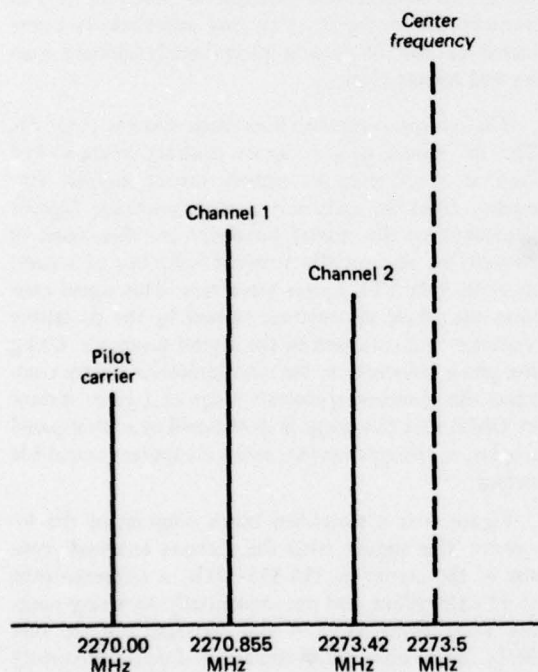 Center
frequency
Channel 1
Channel 2
Pilot
carrier
2270.00
MHz
2270.855
MHz
2273.42
MHz
2273.5
MHz